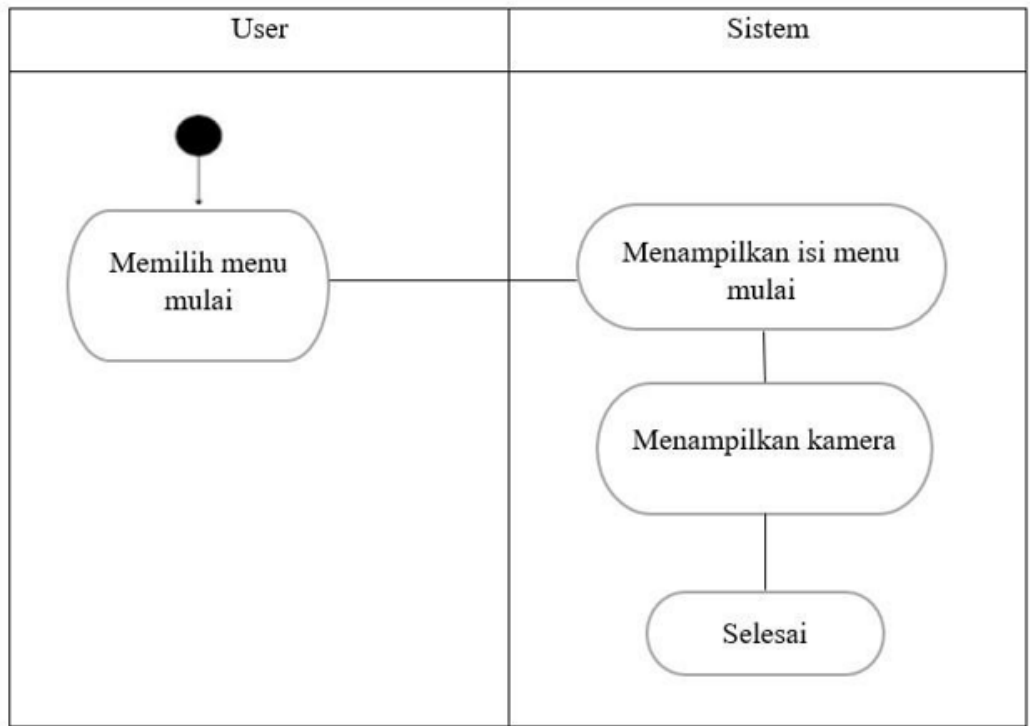 User
Sistem
Memilih menu
mulai
Menampilkan isi menu
mulai
Menampilkan kamera
Selesai